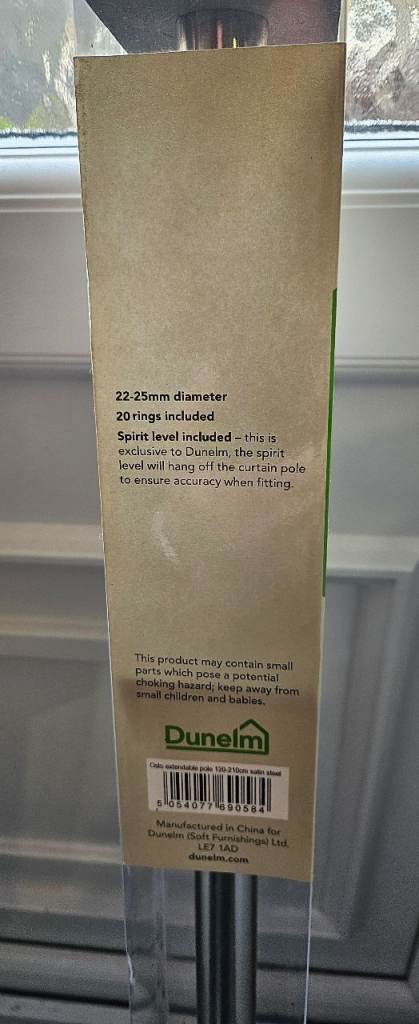 22-25mm diameter
20 rings included
Spirit level included – this is
exclusive to Dunelm, the spirit
level will hang off the curtain pole
to ensure accuracy when fitting.
This product may contain small
parts which pose a potential
choking hazard; keep away from
small children and babies.
Dunelm
Oslo extendable pole 120-210cm satin steel
5 054077 690584
Manufactured in China for
Dunelm (Soft Furnishings) Ltd.
LE7 1AD
dunelm.com